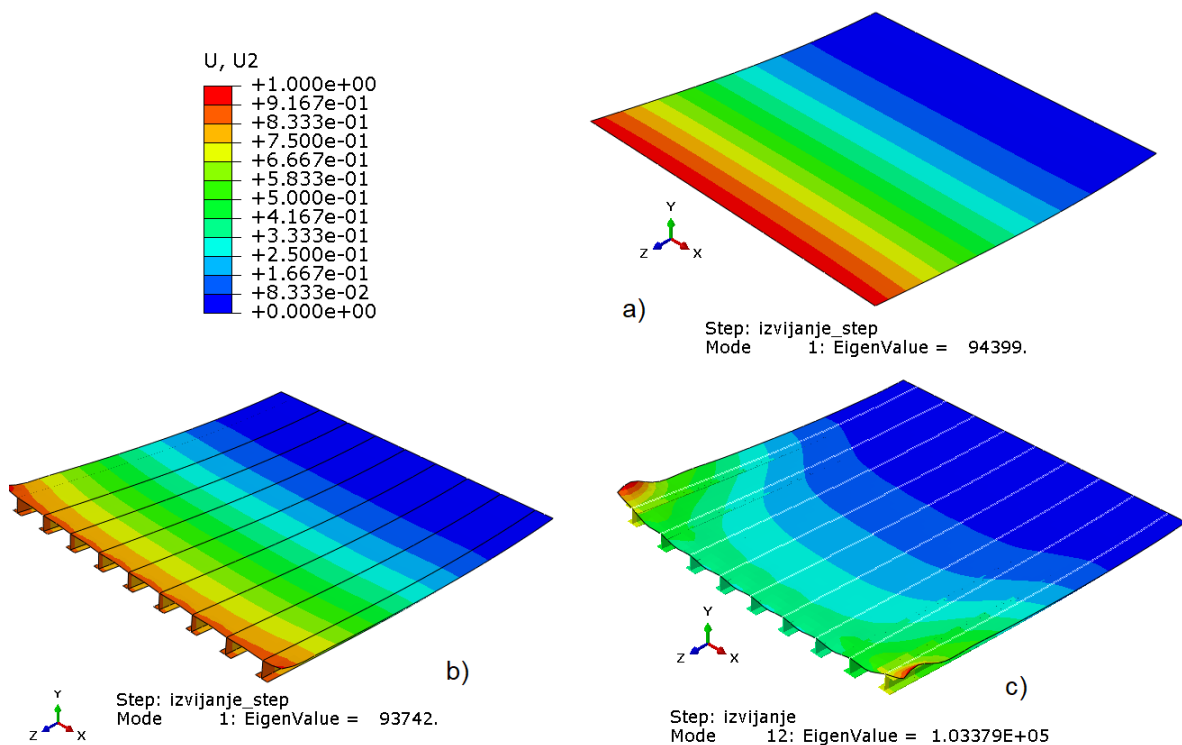 U, U2
+1.000e+00
+9.167e-01
+8.333e-01
+7.500e-01
+6.667e-01
+5.833e-01
+5.000e-01
+4.167e-01
+3.333e-01
+2.500e-01
+1.667e-01
+8.333e-02
+0.000e+00
Y
Z X
a)
Step: izvijanje_step
Mode 1: EigenValue = 94399.
b)
Y
Z X
Step: izvijanje_step
Mode 1: EigenValue = 93742.
Y
Z X
c)
Step: izvijanje
Mode 12: EigenValue = 1.03379E+05